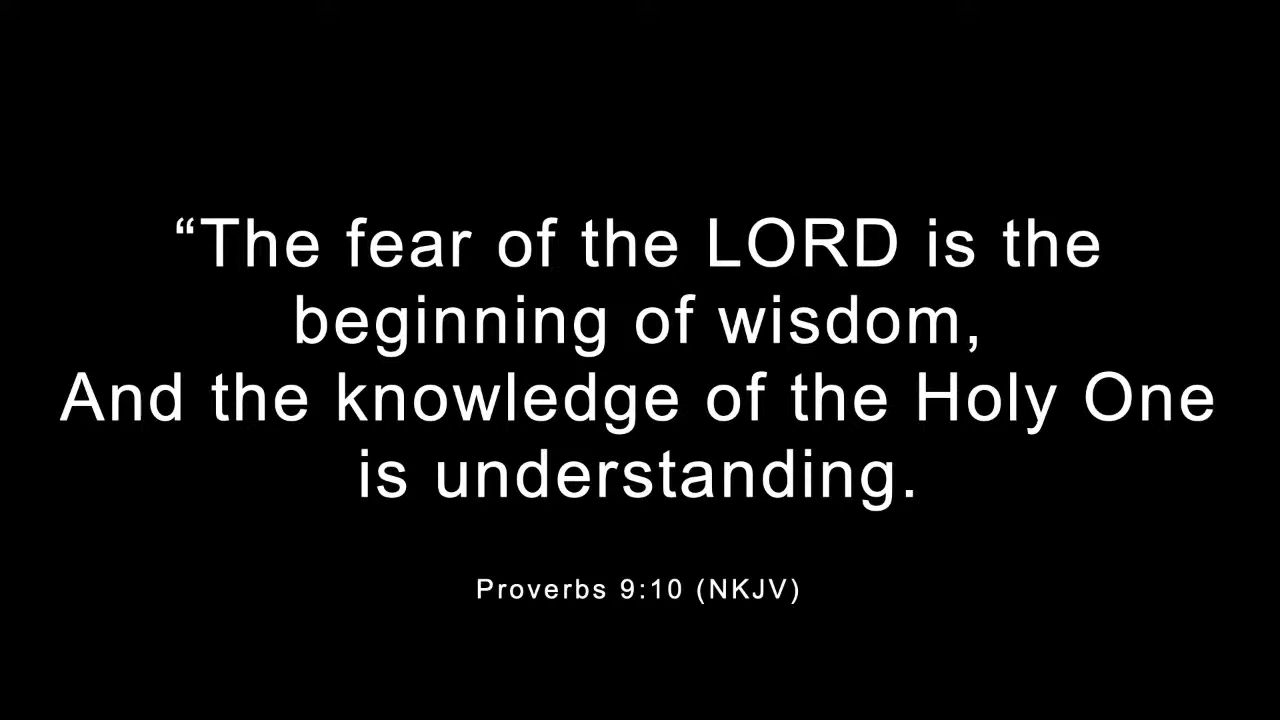 “The fear of the LORD is the
beginning of wisdom,
And the knowledge of the Holy One
is understanding.
Proverbs 9:10 (NKJV)